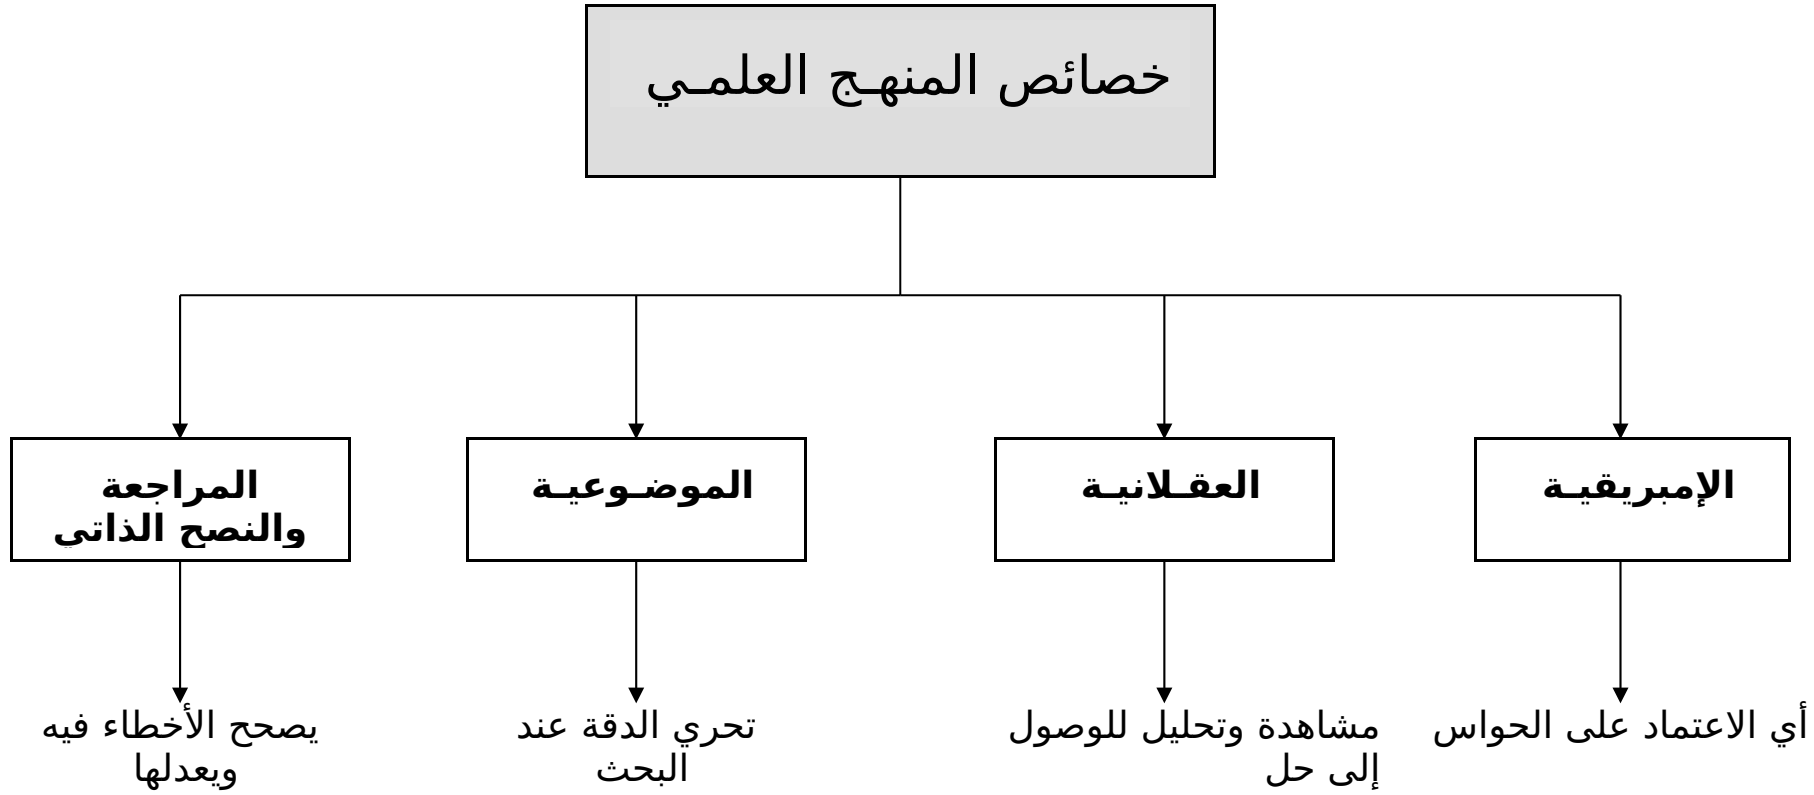 خصائص المنهـج العلمـي
الإمبريقيـة
العقـلانيـة
الموضـوعيـة
المراجعة
والنصح الذاتي
أي الاعتماد على الحواس
مشاهدة وتحليل للوصول
إلى حل
تحري الدقة عند
البحث
يصحح الأخطاء فيه
ويعدلها